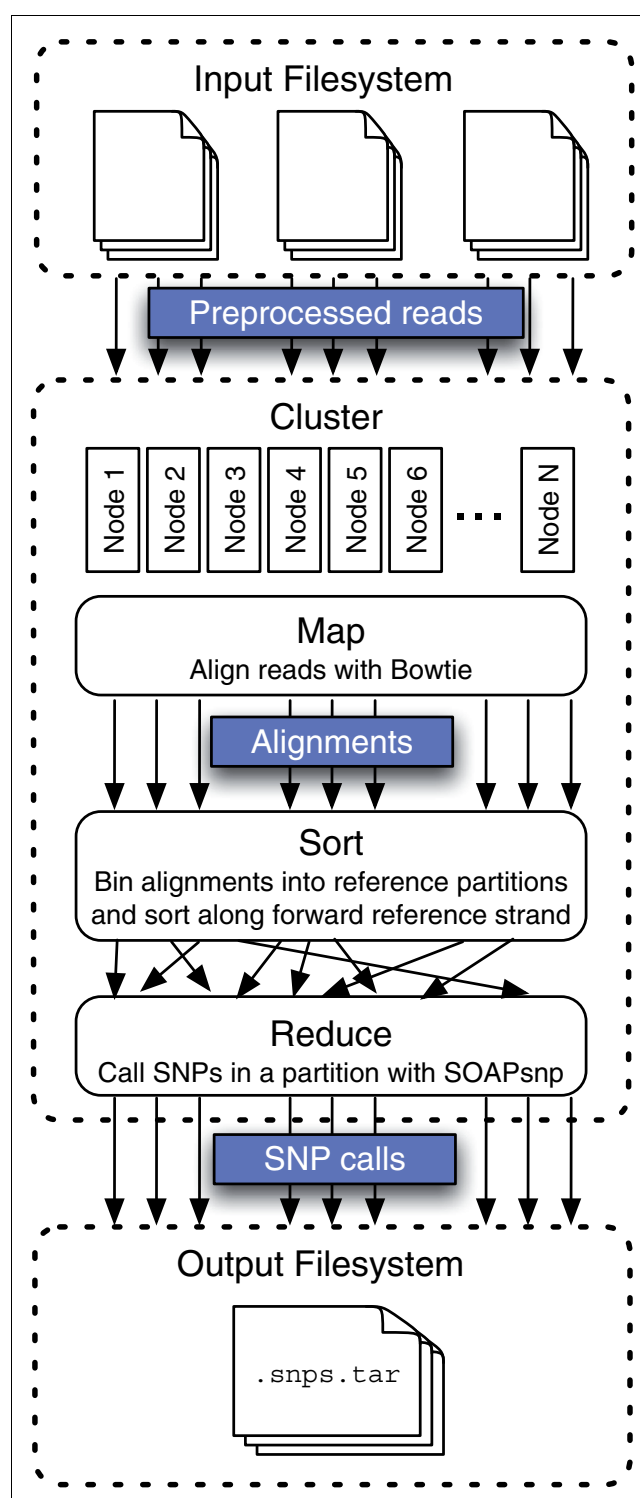 Input Filesystem
Preprocessed reads
Cluster
Node 1
Node 2
Node 3
Node 4
Node 5
Node 6
...
Node N
Map
Align reads with Bowtie
Alignments
Sort
Bin alignments into reference partitions
and sort along forward reference strand
Reduce
Call SNPs in a partition with SOAPsnp
SNP calls
Output Filesystem
.snps.tar